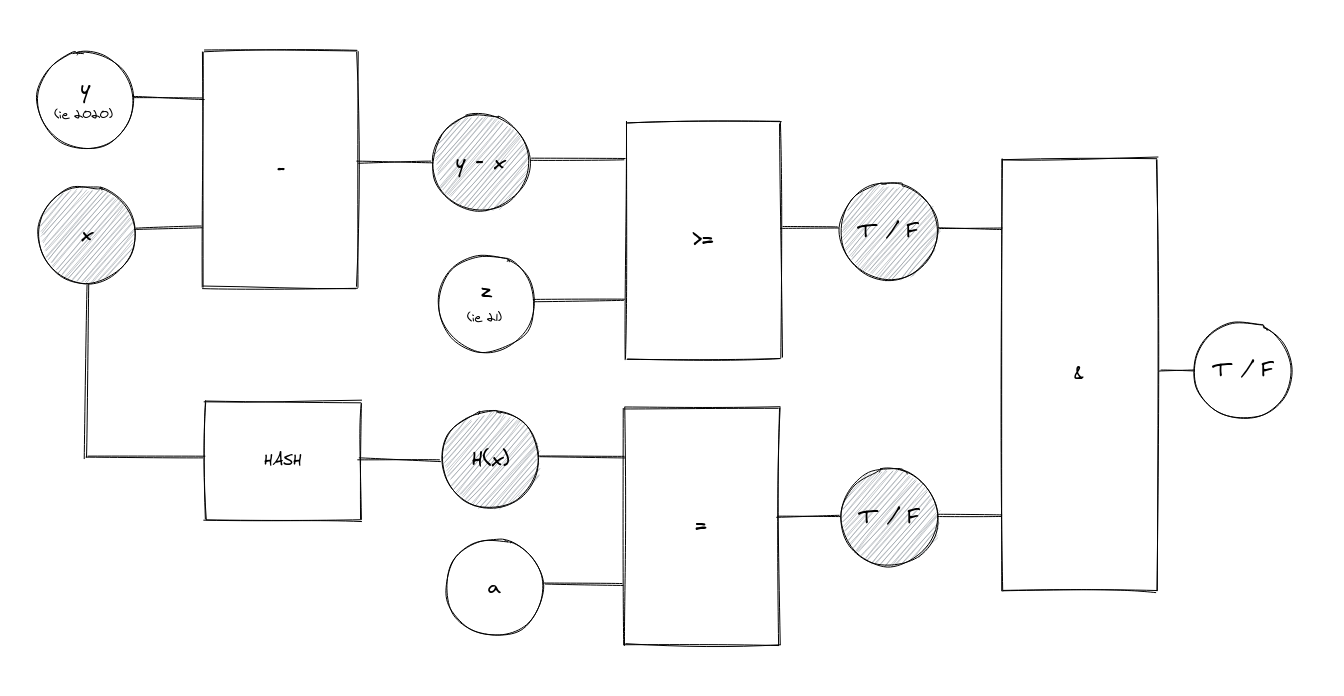 y
(ie 2020)
-
y - x
x
>=
T / F
z
(ie 21)
&
T / F
HASH
H(x)
=
T / F
a